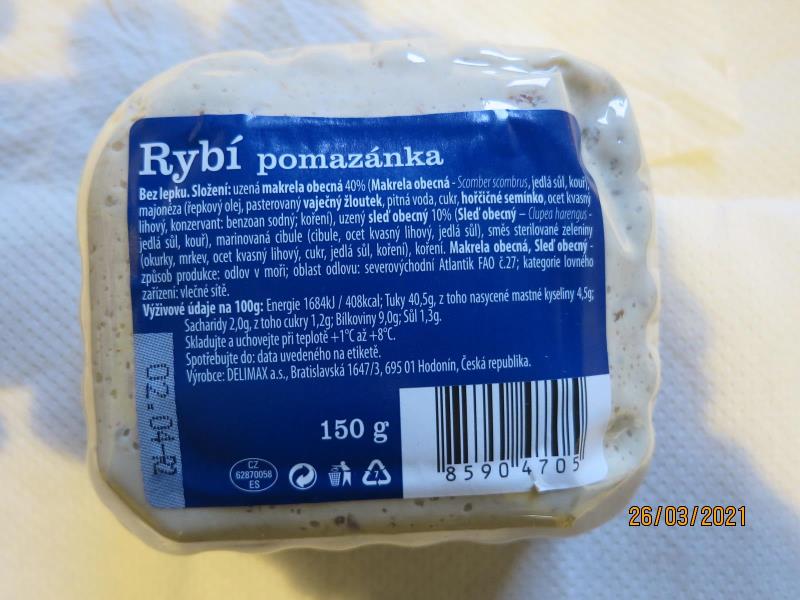 Rybí pomazánka
Bez lepku. Složení: uzená makrela obecná 40% (Makrela obecná - Scomber scombrus, jedlá sůl, kouř),
majonéza (řepkový olej, pasterovaný vaječný žloutek, pitná voda, cukr, hořčičné semínko, ocet kvasný
lihový, konzervant: benzoan sodný; koření), uzený sleď obecný 10% (Sleď obecný – Clupea harengus -
jedlá sůl, kouř), marinovaná cibule (cibule, ocet kvasný lihový, jedlá sůl), směs sterilované zeleniny
(okurky, mrkev, ocet kvasný lihový, cukr, jedlá sůl, koření), koření. Makrela obecná, Sleď obecný -
způsob produkce: odlov v moři; oblast odlovu: severovýchodní Atlantik FAO č.27; kategorie lovného
zařízení: vlečné sítě.
Výživové údaje na 100g: Energie 1684kJ / 408kcal; Tuky 40,5g, z toho nasycené mastné kyseliny 4,5g;
Sacharidy 2,0g, z toho cukry 1,2g; Bílkoviny 9,0g; Sůl 1,3g.
Skladujte a uchovejte při teplotě +1°C až +8°C.
Spotřebujte do: data uvedeného na etiketě.
Výrobce: DELIMAX a.s., Bratislavská 1647/3, 695 01 Hodonín, Česká republika.
02.04
150 g
CZ
62870058
ES
7
8590 4705
26/03/2021